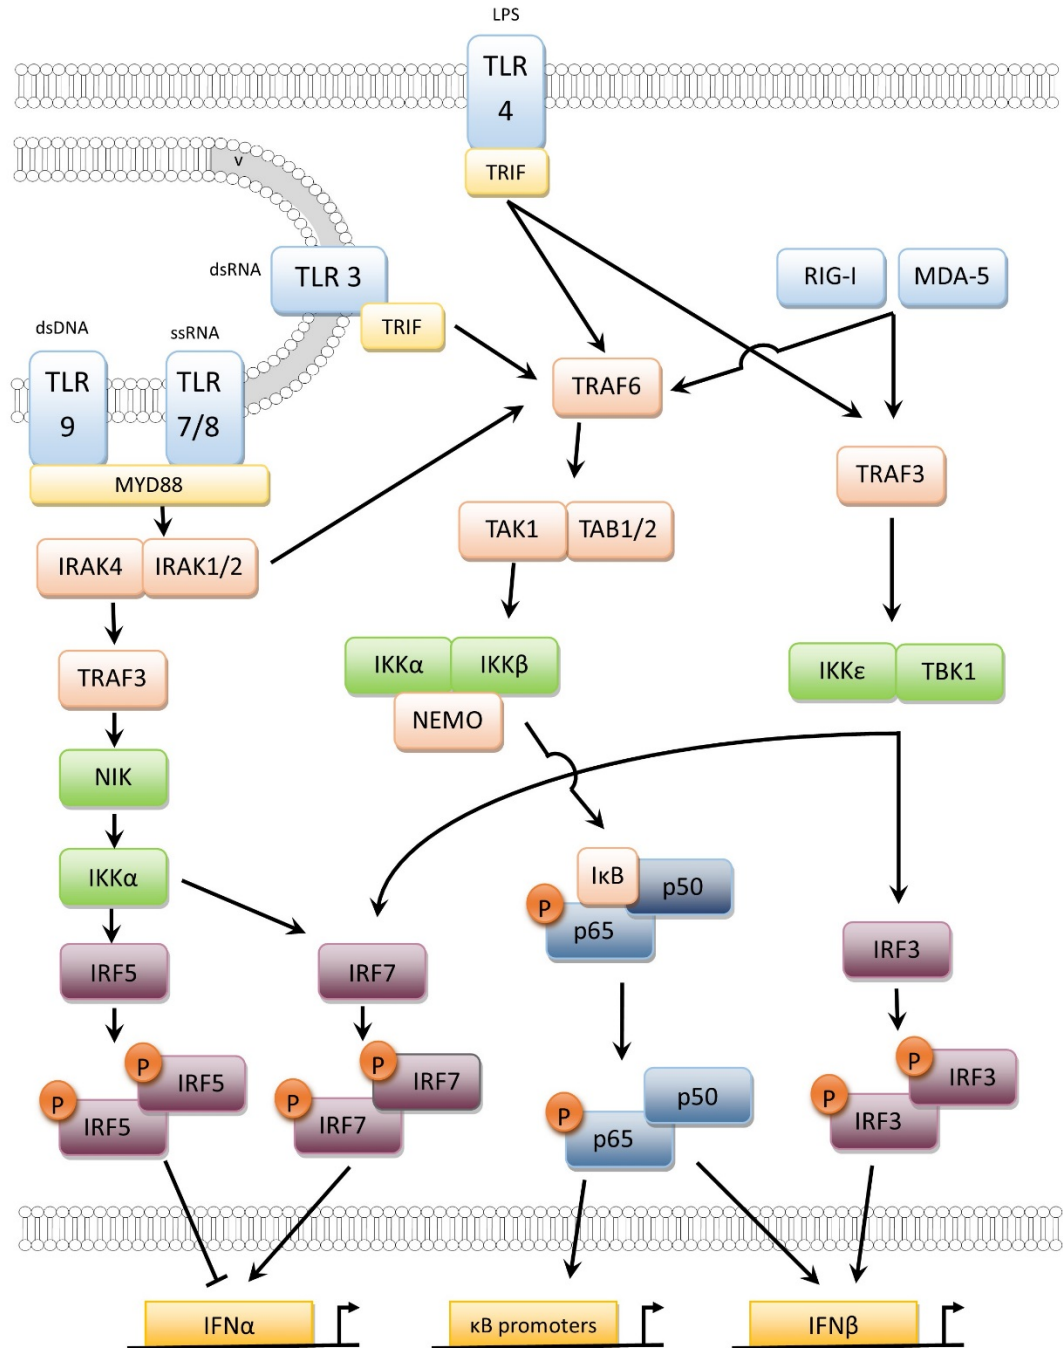 LPS
TLR
4
TRIF
v
dsRNA
TLR 3
TRIF
RIG-I
MDA-5
dsDNA
ssRNA
TLR
9
TLR
7/8
MYD88
TRAF6
TRAF3
IRAK4
IRAK1/2
TAK1
TAB1/2
TRAF3
IKKα
IKKβ
NEMO
IKKε
TBK1
NIK
IKKα
IκB
p50
P
p65
IRF5
IRF7
IRF3
P
IRF5
P
IRF5
P
IRF7
P
IRF7
p50
P
p65
P
IRF3
P
IRF3
IFNα
κB promoters
IFNβ